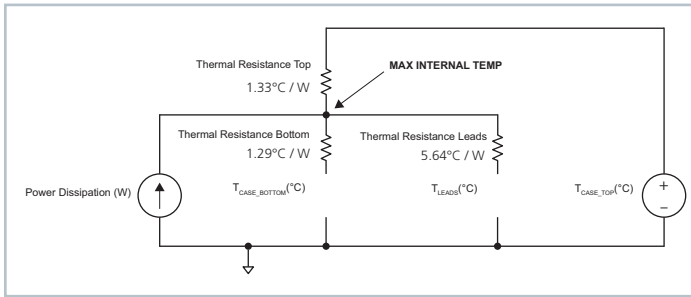 Thermal Resistance Top
1.33°C / W
MAX INTERNAL TEMP
Thermal Resistance Bottom
1.29°C / W
Thermal Resistance Leads
5.64°C / W
Power Dissipation (W)
T_CASE_BOTTOM(°C)
T_LEADS(°C)
T_CASE_TOP(°C)
+
–